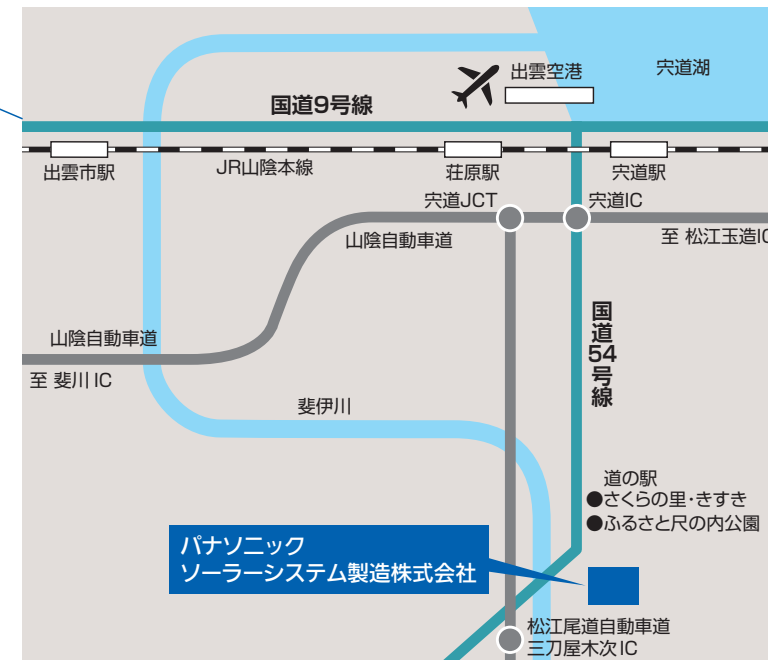 出雲空港
宍道湖
国道9号線
出雲市駅
JR山陰本線
荘原駅
宍道駅
宍道JCT
宍道IC
山陰自動車道
至 松江玉造IC
国道54号線
山陰自動車道
至 斐川IC
斐伊川
道の駅
●さくらの里・きすき
●ふるさと尺の内公園
パナソニック
ソーラーシステム製造株式会社
松江尾道自動車道
三刀屋木次IC